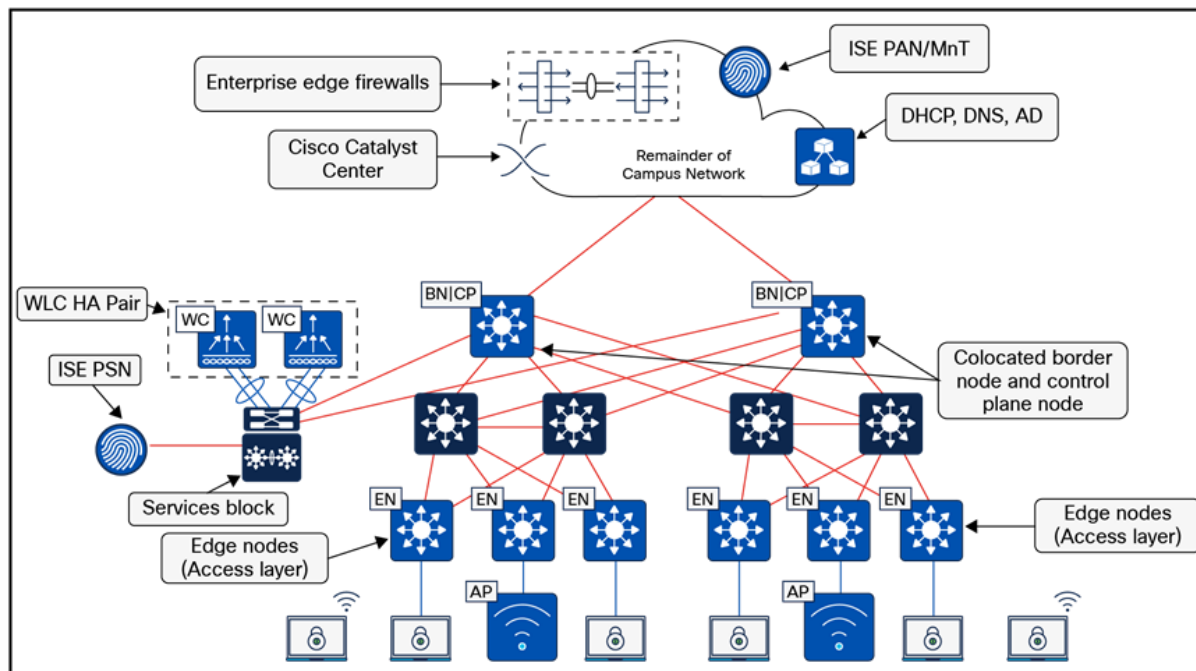 ISE PAN/MnT
Enterprise edge firewalls
DHCP, DNS, AD
Cisco Catalyst
Center
Remainder of
Campus Network
WLC HA Pair
WC
WC
BN|CP
BN|CP
ISE PSN
Colocated border
node and control
plane node
Services block
EN
EN
EN
EN
EN
EN
Edge nodes
(Access layer)
Edge nodes
(Access layer)
AP
AP